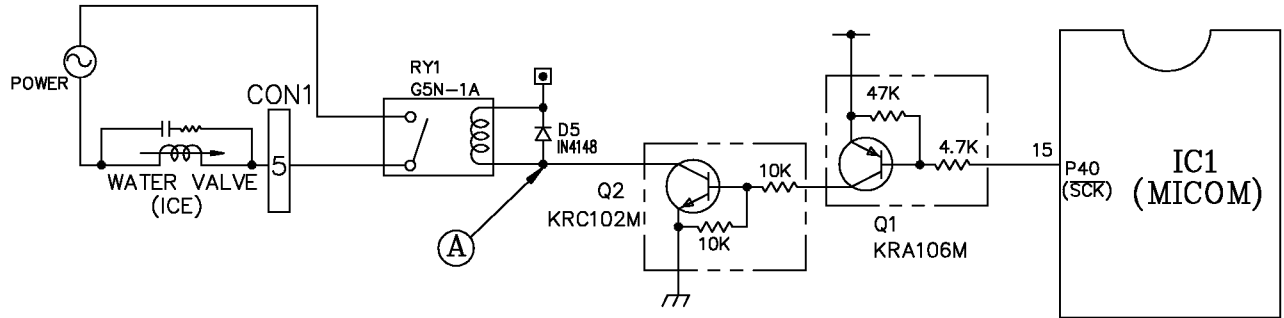 POWER
CON1
5
WATER VALVE
(ICE)
RY1
G5N-1A
D5
IN4148
A
Q2
KRC102M
10K
10K
47K
4.7K
Q1
KRA106M
15
P40
(SCK)
IC1
(MICOM)